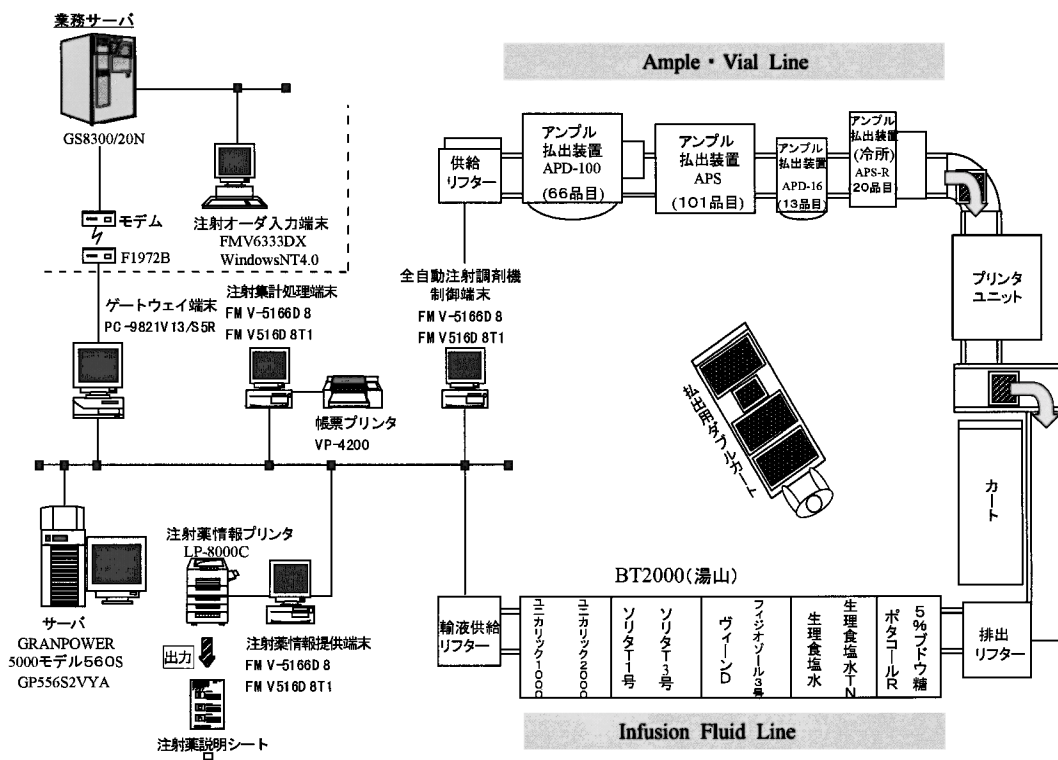 業務サーバ
GS8300/20N
モデム
F1972B
注射オーダ入力端末
FMV6333DX
WindowsNT4.0
ゲートウェイ端末
PC-9821V13/S5R
注射集計処理端末
FMV-5166D8
FMV516D8T1
帳票プリンタ
VP-4200
全自動注射調剤機
制御端末
FMV-5166D8
FMV516D8T1
サーバ
GRANPOWER
5000モデル560S
GP556S2VYA
注射薬情報プリンタ
LP-8000C
出力
注射薬説明シート
注射薬情報提供端末
FMV-5166D8
FMV516D8T1
Ample・Vial Line
供給
リフター
アンプル
払出装置
APD-100
(66品目)
アンプル
払出装置
APS
(101品目)
アンプル
払出装置
APD-16
(13品目)
アンプル
払出装置
(冷所)
APS-R
20品目)
プリンタ
ユニット
カート
払出用ダブルカート
BT2000(湯山)
輸液供給
リフター
ユニカリック1000
ユニカリック2000
ソリタT1号
ソリタT3号
ヴィーンD
フィジオゾール3号
生理食塩水
生理食塩水TN
ポタコールR
5%ブドウ糖
排出
リフター
Infusion Fluid Line